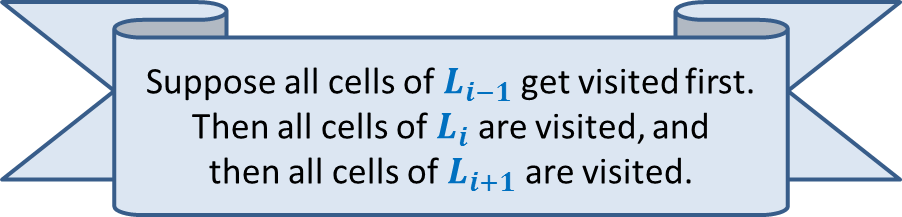 Suppose all cells of L_{i−1} get visited first.
Then all cells of L_i are visited, and
then all cells of L_{i+1} are visited.